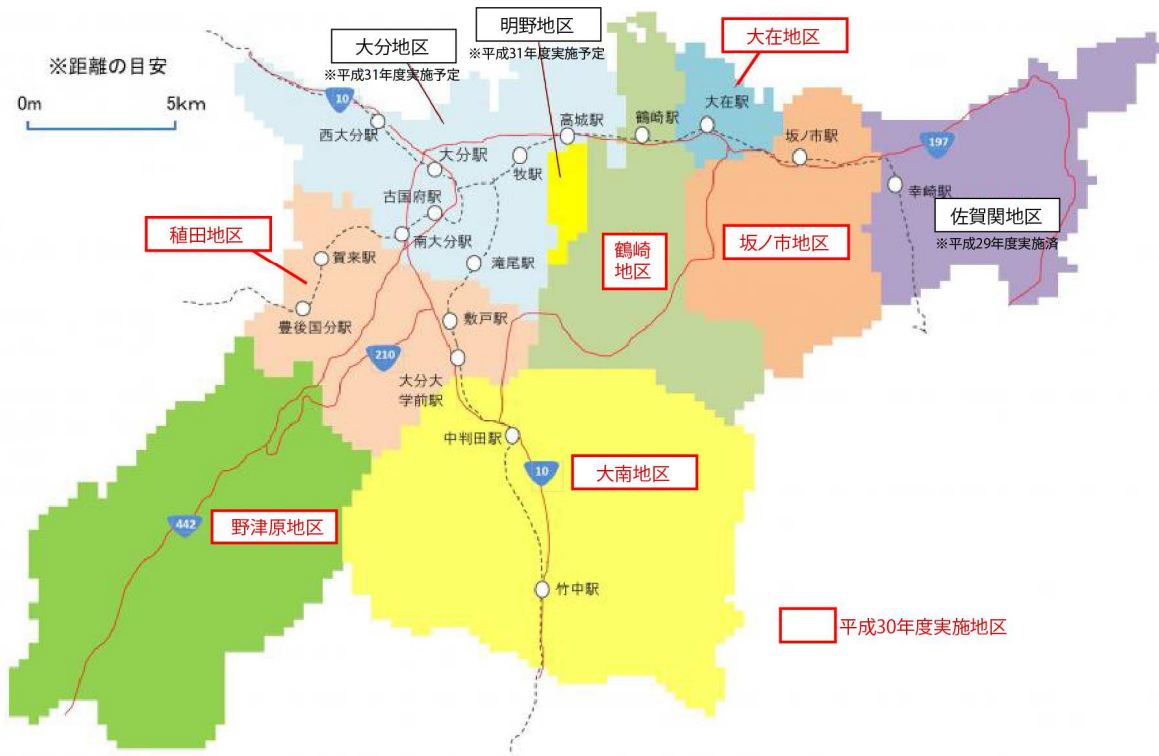 ※距離の目安
0m
5km
大分地区
※平成31年度実施予定
明野地区
※平成31年度実施予定
大在地区
10
西大分駅
大分駅
古国府駅
牧駅
高城駅
鶴崎駅
大在駅
坂ノ市駅
197
幸崎駅
佐賀関地区
※平成29年度実施済
稙田地区
賀来駅
南大分駅
滝尾駅
鶴崎
地区
坂ノ市地区
豊後国分駅
敷戸駅
210
大分大
学前駅
中判田駅
10
大南地区
442
野津原地区
竹中駅
平成30年度実施地区